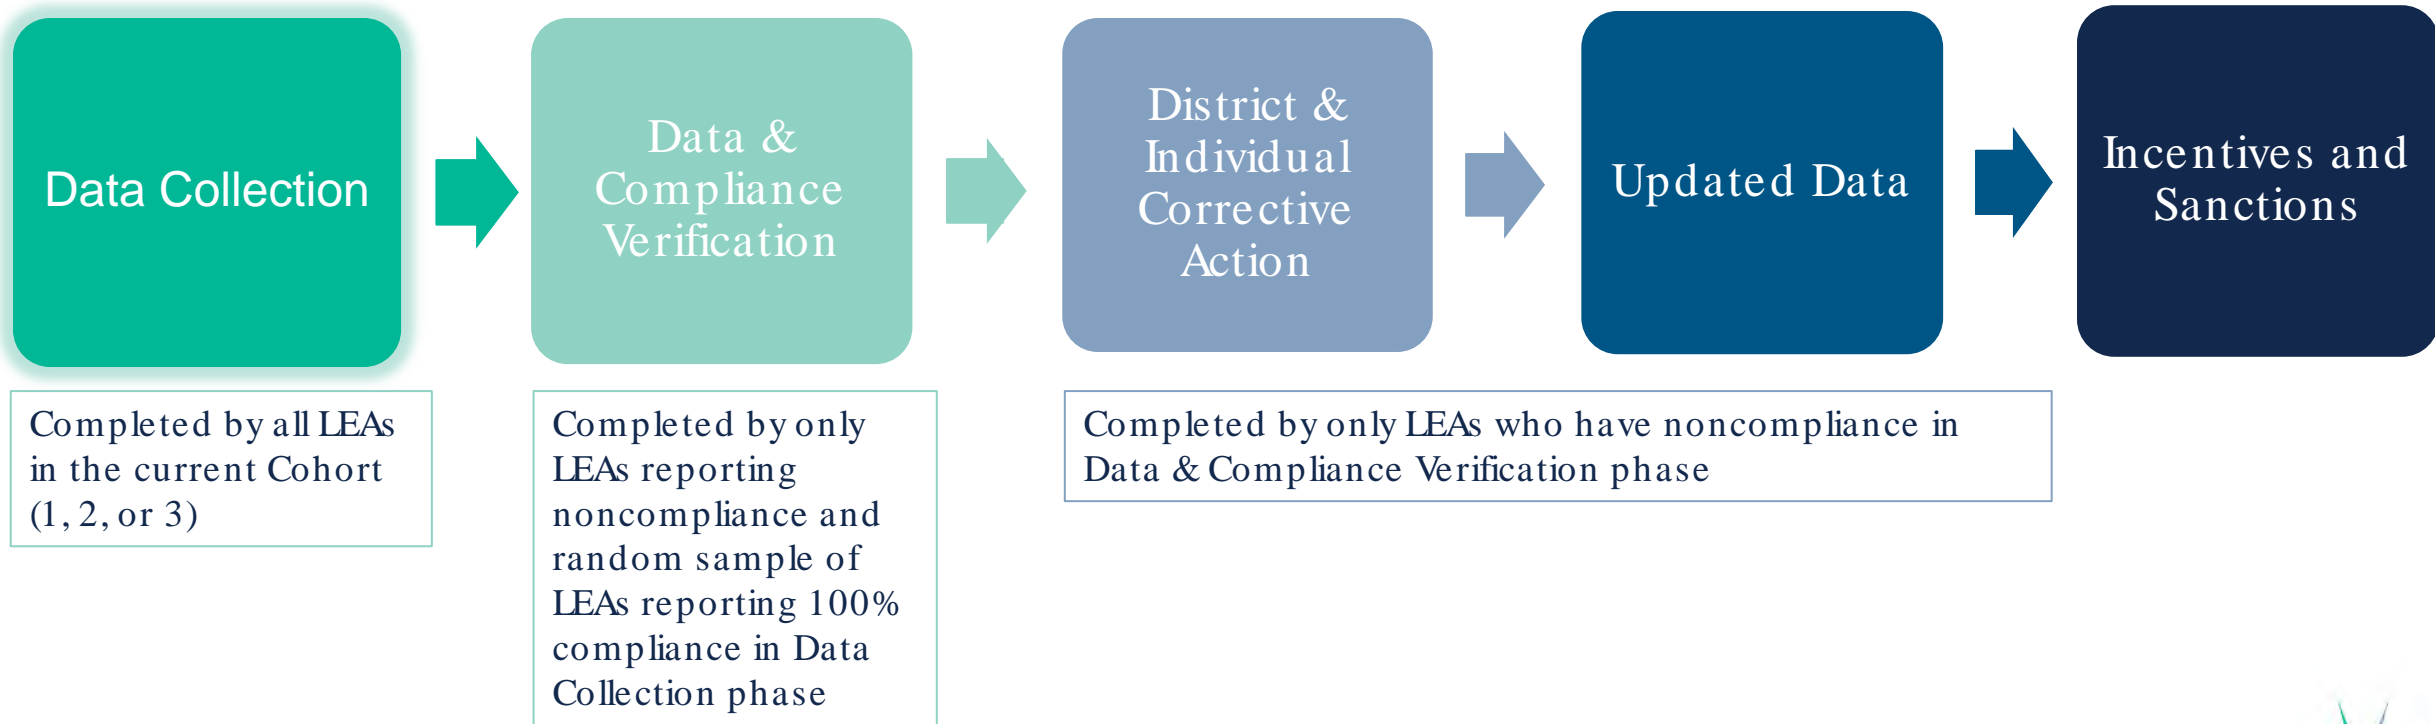 Data Collection
Data &
Compliance
Verification
District &
Individual
Corrective
Action
Updated Data
Incentives and
Sanctions
Completed by all LEAs
in the current Cohort
(1, 2, or 3)
Completed by only
LEAs reporting
noncompliance and
random sample of
LEAs reporting 100%
compliance in Data
Collection phase
Completed by only LEAs who have noncompliance in
Data & Compliance Verification phase